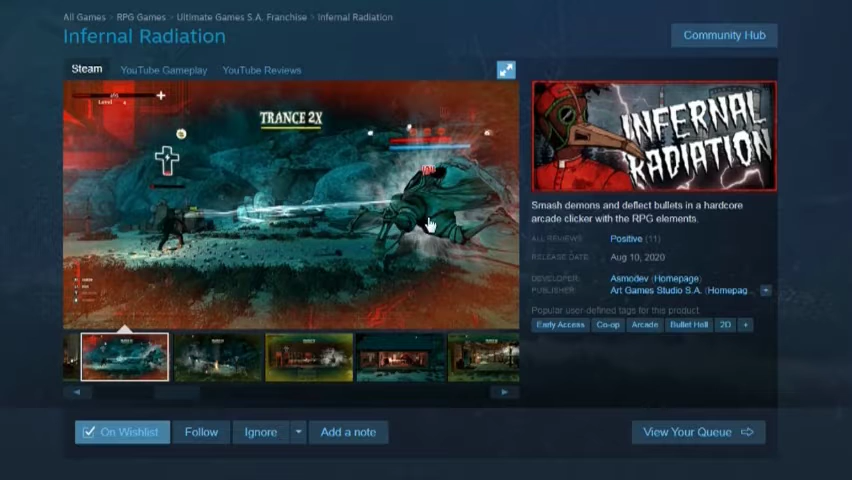 All Games > RPG Games > Ultimate Games S.A. Franchise > Infernal Radiation
Infernal Radiation
Community Hub
Steam YouTube Gameplay YouTube Reviews
Level
TRANCE 2X
INFERNAL
RADIATION
Smash demons and deflect bullets in a hardcore
arcade clicker with the RPG elements.
ALL REVIEWS: Positive (11)
RELEASE DATE: Aug 10, 2020
DEVELOPER: Asmodev (Homepage)
PUBLISHER: Art Games Studio S.A. (Homepag...
Popular user-defined tags for this product:
Early Access Co-op Arcade Bullet Hell 2D +
On Wishlist Follow Ignore Add a note View Your Queue